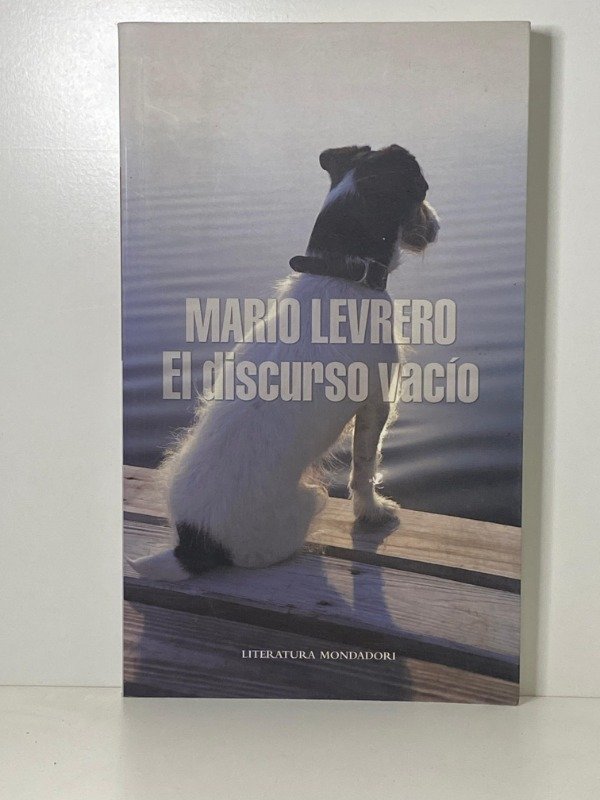 MARIO LEVRERO
El discurso vacío
LITERATURA MONDADORI